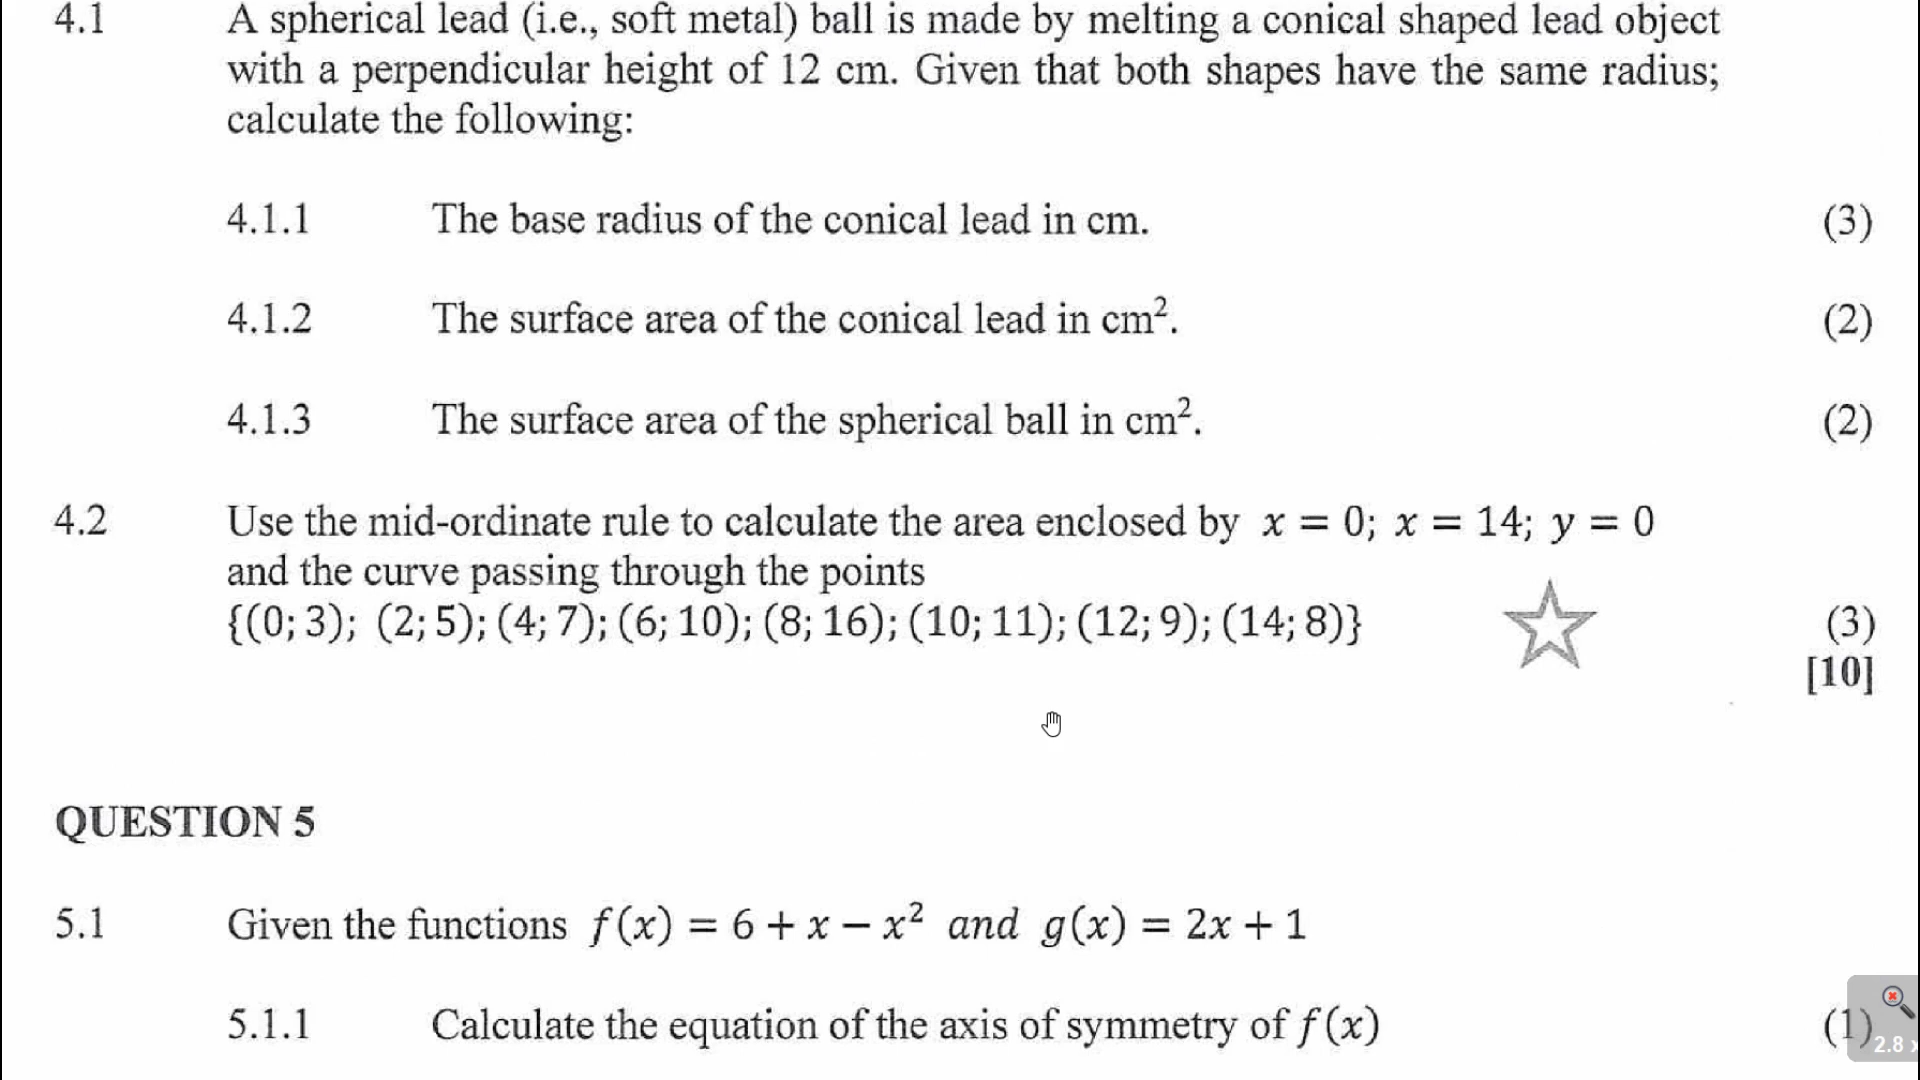 4.1 A spherical lead (i.e., soft metal) ball is made by melting a conical shaped lead object
with a perpendicular height of 12 cm. Given that both shapes have the same radius;
calculate the following:
4.1.1 The base radius of the conical lead in cm. (3)
4.1.2 The surface area of the conical lead in cm². (2)
4.1.3 The surface area of the spherical ball in cm². (2)
4.2 Use the mid-ordinate rule to calculate the area enclosed by x = 0; x = 14; y = 0
and the curve passing through the points
{(0; 3); (2; 5); (4; 7); (6; 10); (8; 16); (10; 11); (12; 9); (14; 8)} (3)
[10]
QUESTION 5
5.1 Given the functions f(x) = 6 + x − x² and g(x) = 2x + 1
5.1.1 Calculate the equation of the axis of symmetry of f(x) (1)
2.8 x